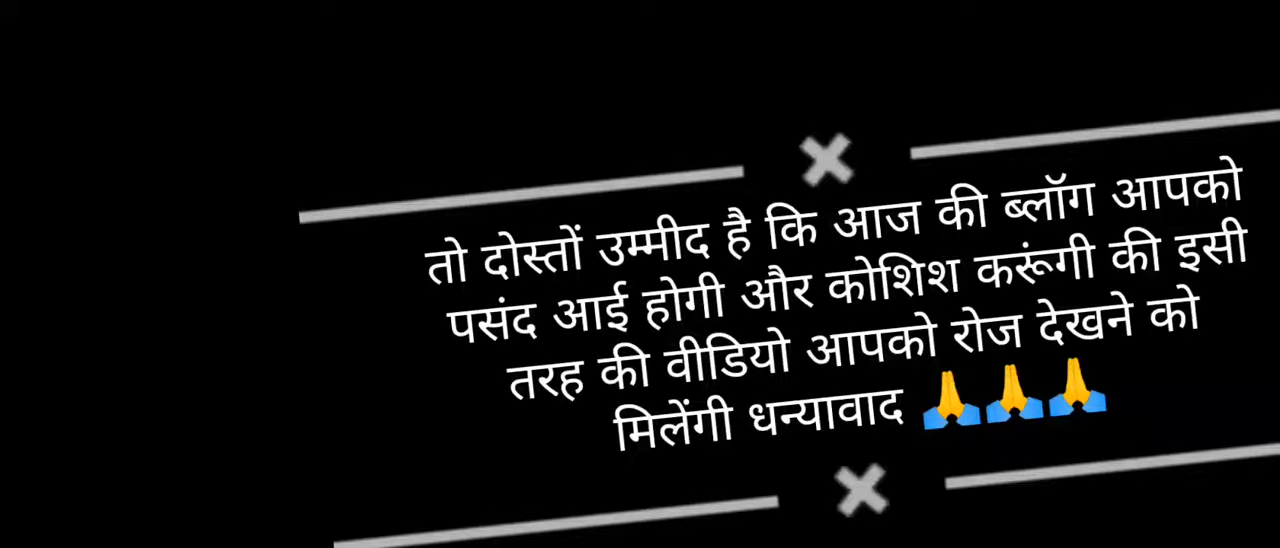 तो दोस्तों उम्मीद है कि आज की ब्लॉग आपको
पसंद आई होगी और कोशिश करूंगी की इसी
तरह की वीडियो आपको रोज देखने को
मिलेंगी धन्यावाद 🙏🙏🙏